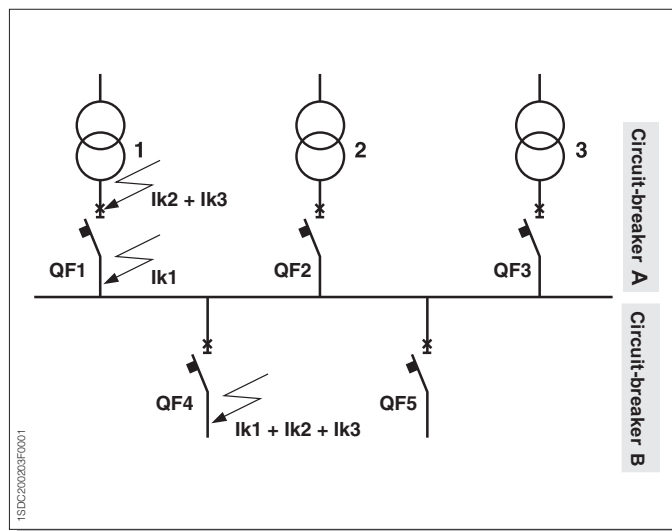 1
2
3
Ik2 + Ik3
QF1
Ik1
QF2
QF3
Circuit-breaker A
QF4
Ik1 + Ik2 + Ik3
QF5
Circuit-breaker B
1SDC200203F0001